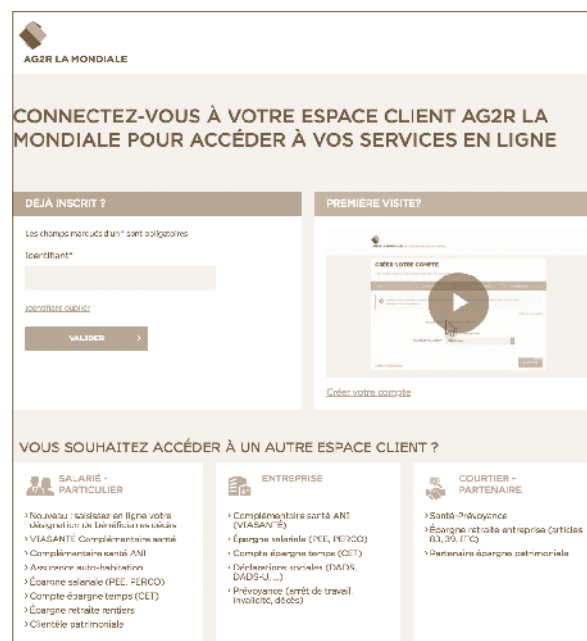 AG2R LA MONDIALE
CONNECTEZ-VOUS À VOTRE ESPACE CLIENT AG2R LA
MONDIALE POUR ACCÉDER À VOS SERVICES EN LIGNE
DÉJÀ INSCRIT ?
Les champs marqués d'un * sont obligatoires
Identifiant*
Identifiant oublié?
VALIDER >
PREMIÈRE VISITE?
CRÉER VOTRE COMPTE
Créer votre compte
VOUS SOUHAITEZ ACCÉDER À UN AUTRE ESPACE CLIENT ?
SALARIÉ -
PARTICULIER
> Nouveau : saisissez en ligne votre
désignation de bénéficiaires décès
> VIASANTÉ Complémentaire santé
> Complémentaire santé ANI
> Assurance auto-habitation
> Épargne salariale (PEE, PERCO)
> Compte épargne temps (CET)
> Épargne retraite rentiers
> Clientèle patrimoniale
ENTREPRISE
> Complémentaire santé ANI
(VIASANTÉ)
> Épargne salariale (PEE, PERCO)
> Compte épargne temps (CET)
> Déclarations sociales (DADS,
DADS-U, ...)
> Prévoyance (arrêt de travail,
invalidité, décès)
COURTIER -
PARTENAIRE
> Santé-Prévoyance
> Épargne retraite entreprise (articles
83, 39, IFC)
> Partenaire épargne patrimoniale